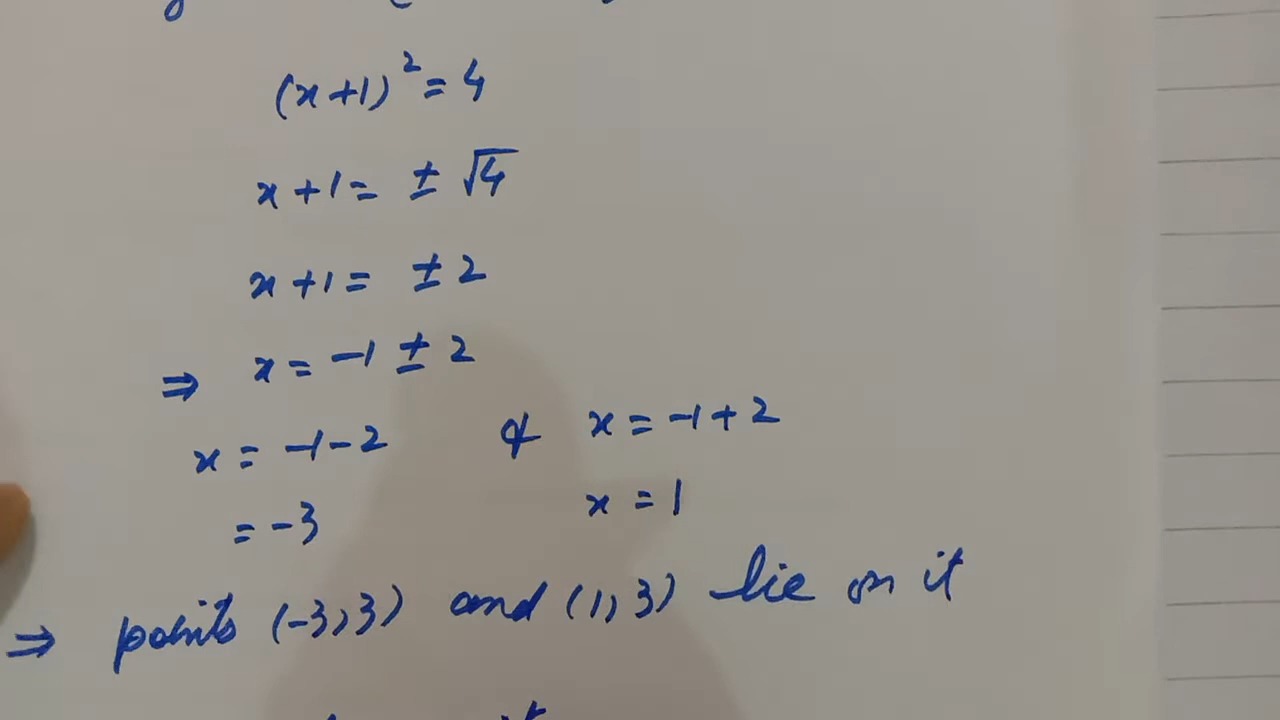 (x+1)² = 4
x+1 = ± √4
x+1 = ± 2
⇒ x = -1 ± 2
x = -1-2 & x = -1+2
= -3 x = 1
⇒ points (-3,3) and (1,3) lie on it